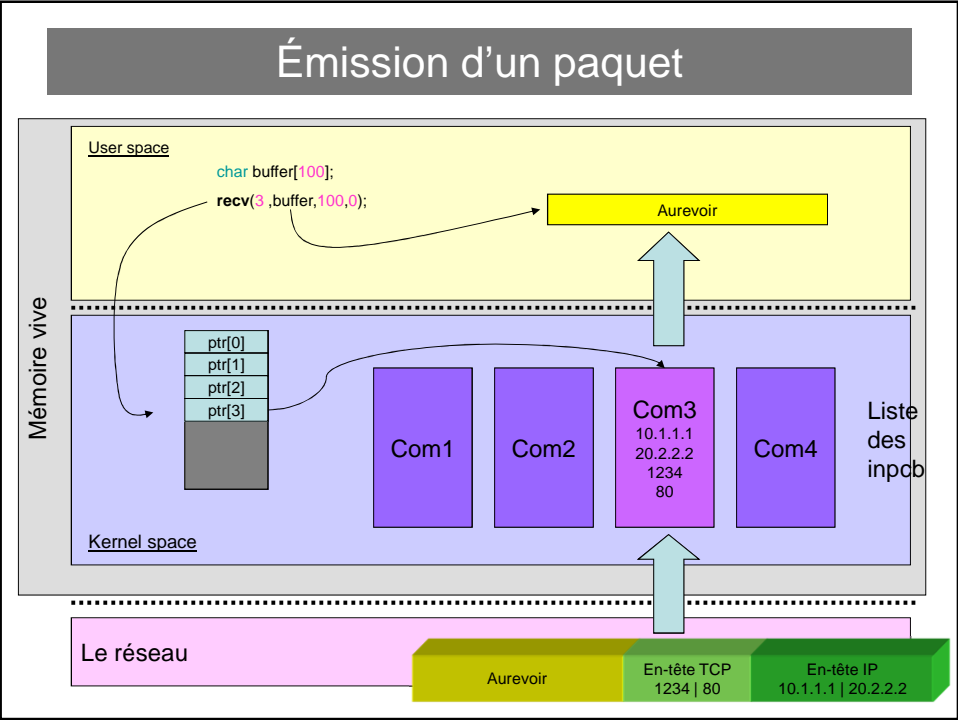 Émission d'un paquet
User space
char buffer[100];
recv(3 ,buffer,100,0);
Aurevoir
Mémoire vive
ptr[0]
ptr[1]
ptr[2]
ptr[3]
Com1
Com2
Com3
10.1.1.1
20.2.2.2
1234
80
Com4
Liste
des
inpcb
Kernel space
Le réseau
Aurevoir
En-tête TCP
1234 | 80
En-tête IP
10.1.1.1 | 20.2.2.2